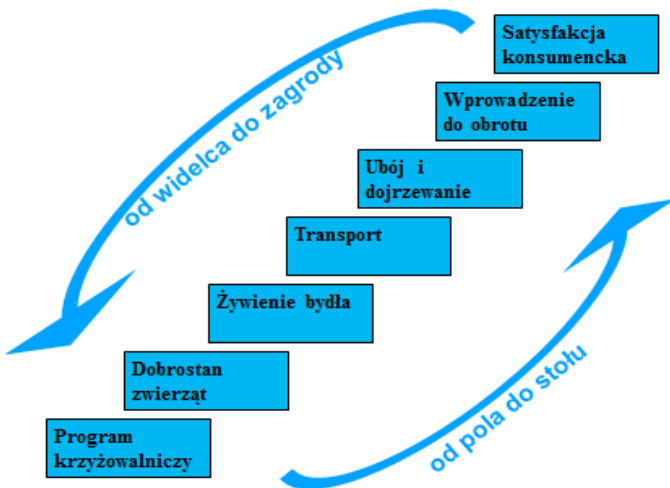 Satysfakcja
konsumencka
od widelca do zagrody
Wprowadzenie
do obrotu
Ubój i
dojrzewanie
Transport
Żywienie bydła
Dobrostan
zwierząt
od pola do stołu
Program
krzyżowalniczy